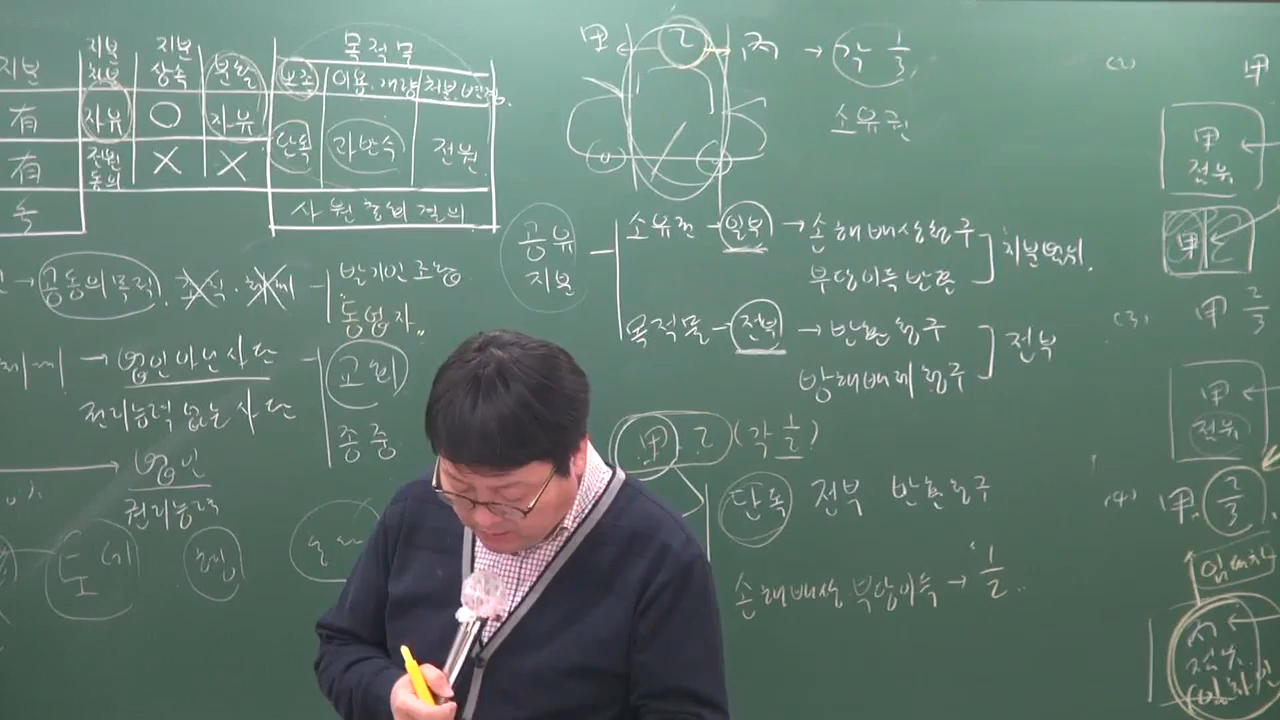 지분 지분처분 지분상속 분할 목적물
보존 이용.개량 처분.변경.
有 자유 ○ 자유 단독 과반수 전원
有 전원동의 X X
사원총회결의
→ 공동의목적.
발기인조합
동업자..
→ 법인아닌사단
권리능력없는사단
교회
종중
→ 법인
권리능력
甲 乙 丙 → 각 1/3.
소유권
공유지분
소유권 - 일부 → 손해배상청구
부당이득반환
지분범위.
목적물 - 전부 → 반환청구
방해배제청구
전부
甲.乙 (각 1/2)
단독 전부 반환청구
손해배상.부당이득 → 1/2..
(2) 甲
甲
전부.
甲 乙
(3) 甲 2/3
甲
전부.
(4) 甲. 2/3
임대차
전부.